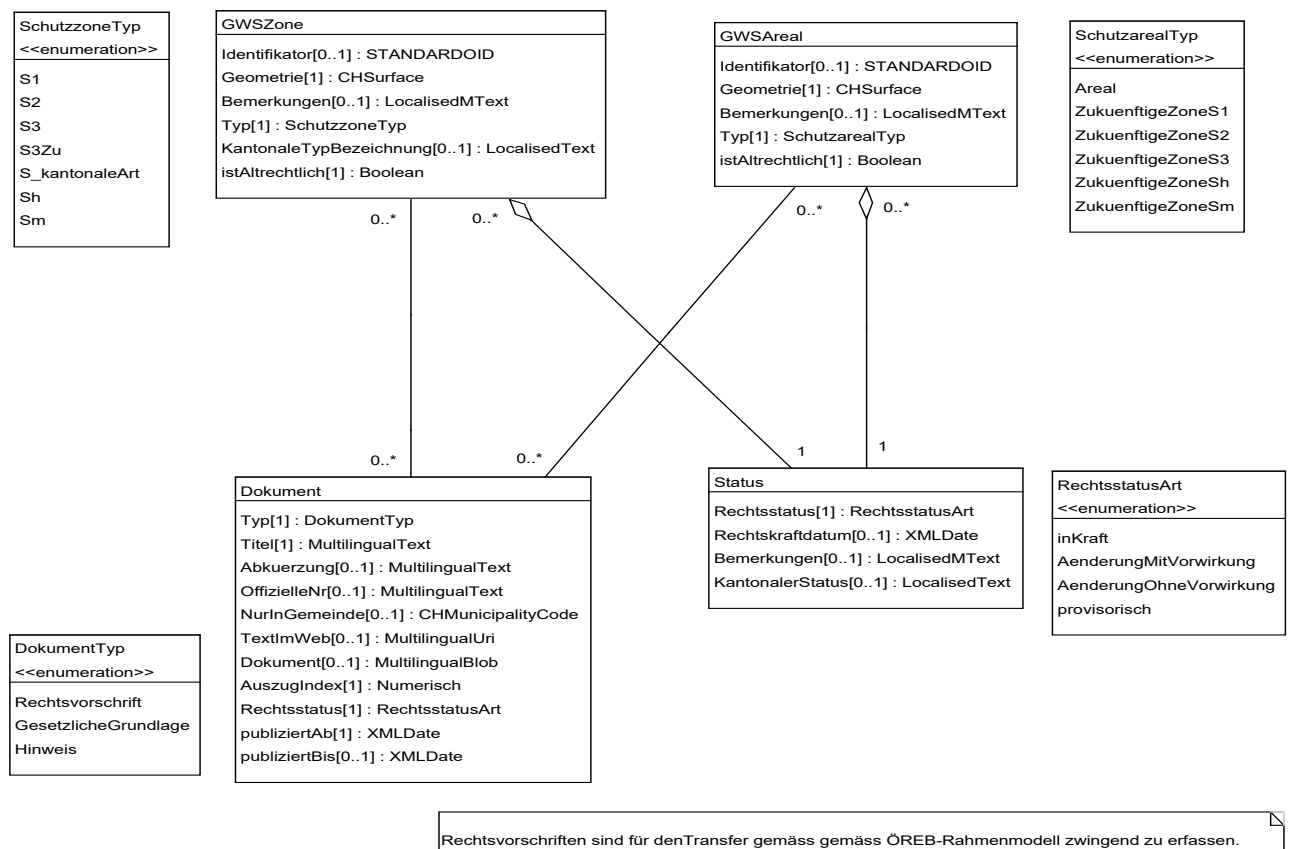 SchutzzoneTyp
<<enumeration>>
S1
S2
S3
S3Zu
S_kantonaleArt
Sh
Sm
GWSZone
Identifikator[0..1] : STANDARDOID
Geometrie[1] : CHSurface
Bemerkungen[0..1] : LocalisedMText
Typ[1] : SchutzzoneTyp
KantonaleTypBezeichnung[0..1] : LocalisedText
istAltrechtlich[1] : Boolean
GWSAreal
Identifikator[0..1] : STANDARDOID
Geometrie[1] : CHSurface
Bemerkungen[0..1] : LocalisedMText
Typ[1] : SchutzarealTyp
istAltrechtlich[1] : Boolean
SchutzarealTyp
<<enumeration>>
Areal
ZukuenftigeZoneS1
ZukuenftigeZoneS2
ZukuenftigeZoneS3
ZukuenftigeZoneSh
ZukuenftigeZoneSm
0..*
0..*
0..*
0..*
0..*
0..*
1
1
Dokument
Typ[1] : DokumentTyp
Titel[1] : MultilingualText
Abkuerzung[0..1] : MultilingualText
OffizielleNr[0..1] : MultilingualText
NurInGemeinde[0..1] : CHMunicipalityCode
TextImWeb[0..1] : MultilingualUri
Dokument[0..1] : MultilingualBlob
AuszugIndex[1] : Numerisch
Rechtsstatus[1] : RechtsstatusArt
publiziertAb[1] : XMLDate
publiziertBis[0..1] : XMLDate
Status
Rechtsstatus[1] : RechtsstatusArt
Rechtskraftdatum[0..1] : XMLDate
Bemerkungen[0..1] : LocalisedMText
KantonalerStatus[0..1] : LocalisedText
RechtsstatusArt
<<enumeration>>
inKraft
AenderungMitVorwirkung
AenderungOhneVorwirkung
provisorisch
DokumentTyp
<<enumeration>>
Rechtsvorschrift
GesetzlicheGrundlage
Hinweis
Rechtsvorschriften sind für denTransfer gemäss gemäss ÖREB-Rahmenmodell zwingend zu erfassen.